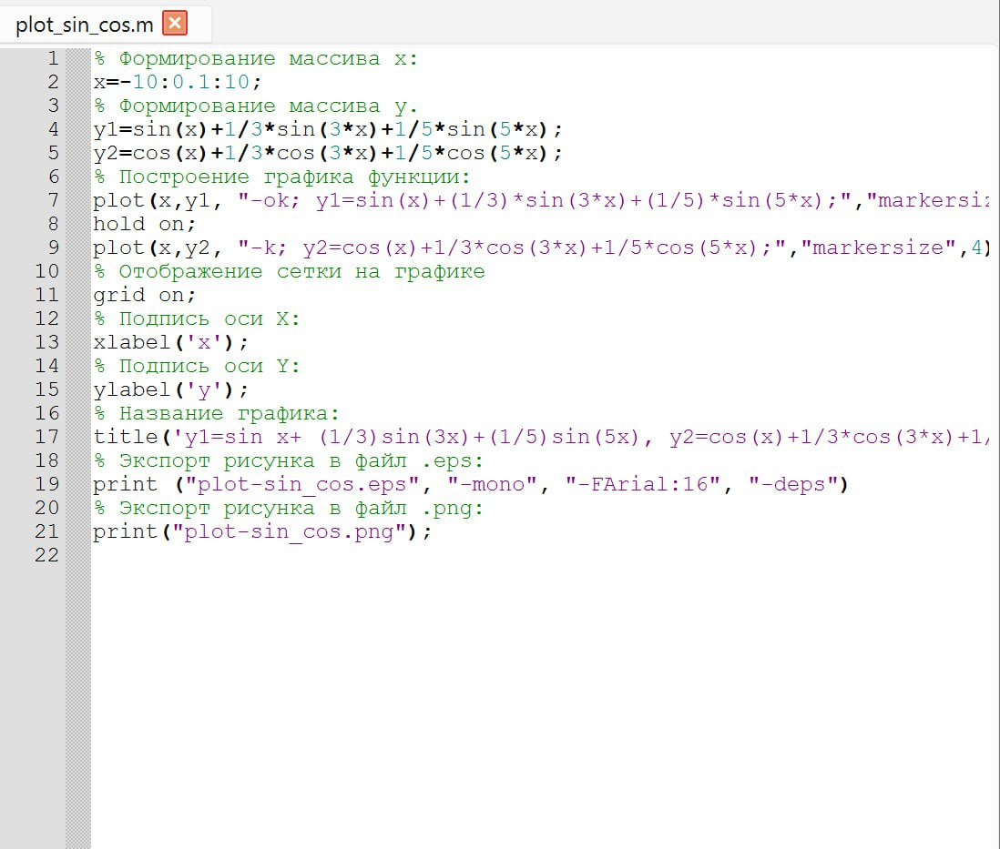 plot_sin_cos.m
1 % Формирование массива x:
2 x=-10:0.1:10;
3 % Формирование массива y.
4 y1=sin(x)+1/3*sin(3*x)+1/5*sin(5*x);
5 y2=cos(x)+1/3*cos(3*x)+1/5*cos(5*x);
6 % Построение графика функции:
7 plot(x,y1, "-ok; y1=sin(x)+(1/3)*sin(3*x)+(1/5)*sin(5*x);","markersiz
8 hold on;
9 plot(x,y2, "-k; y2=cos(x)+1/3*cos(3*x)+1/5*cos(5*x);","markersize",4)
10 % Отображение сетки на графике
11 grid on;
12 % Подпись оси X:
13 xlabel('x');
14 % Подпись оси Y:
15 ylabel('y');
16 % Название графика:
17 title('y1=sin x+ (1/3)sin(3x)+(1/5)sin(5x), y2=cos(x)+1/3*cos(3*x)+1/
18 % Экспорт рисунка в файл .eps:
19 print ("plot-sin_cos.eps", "-mono", "-FArial:16", "-deps")
20 % Экспорт рисунка в файл .png:
21 print("plot-sin_cos.png");
22